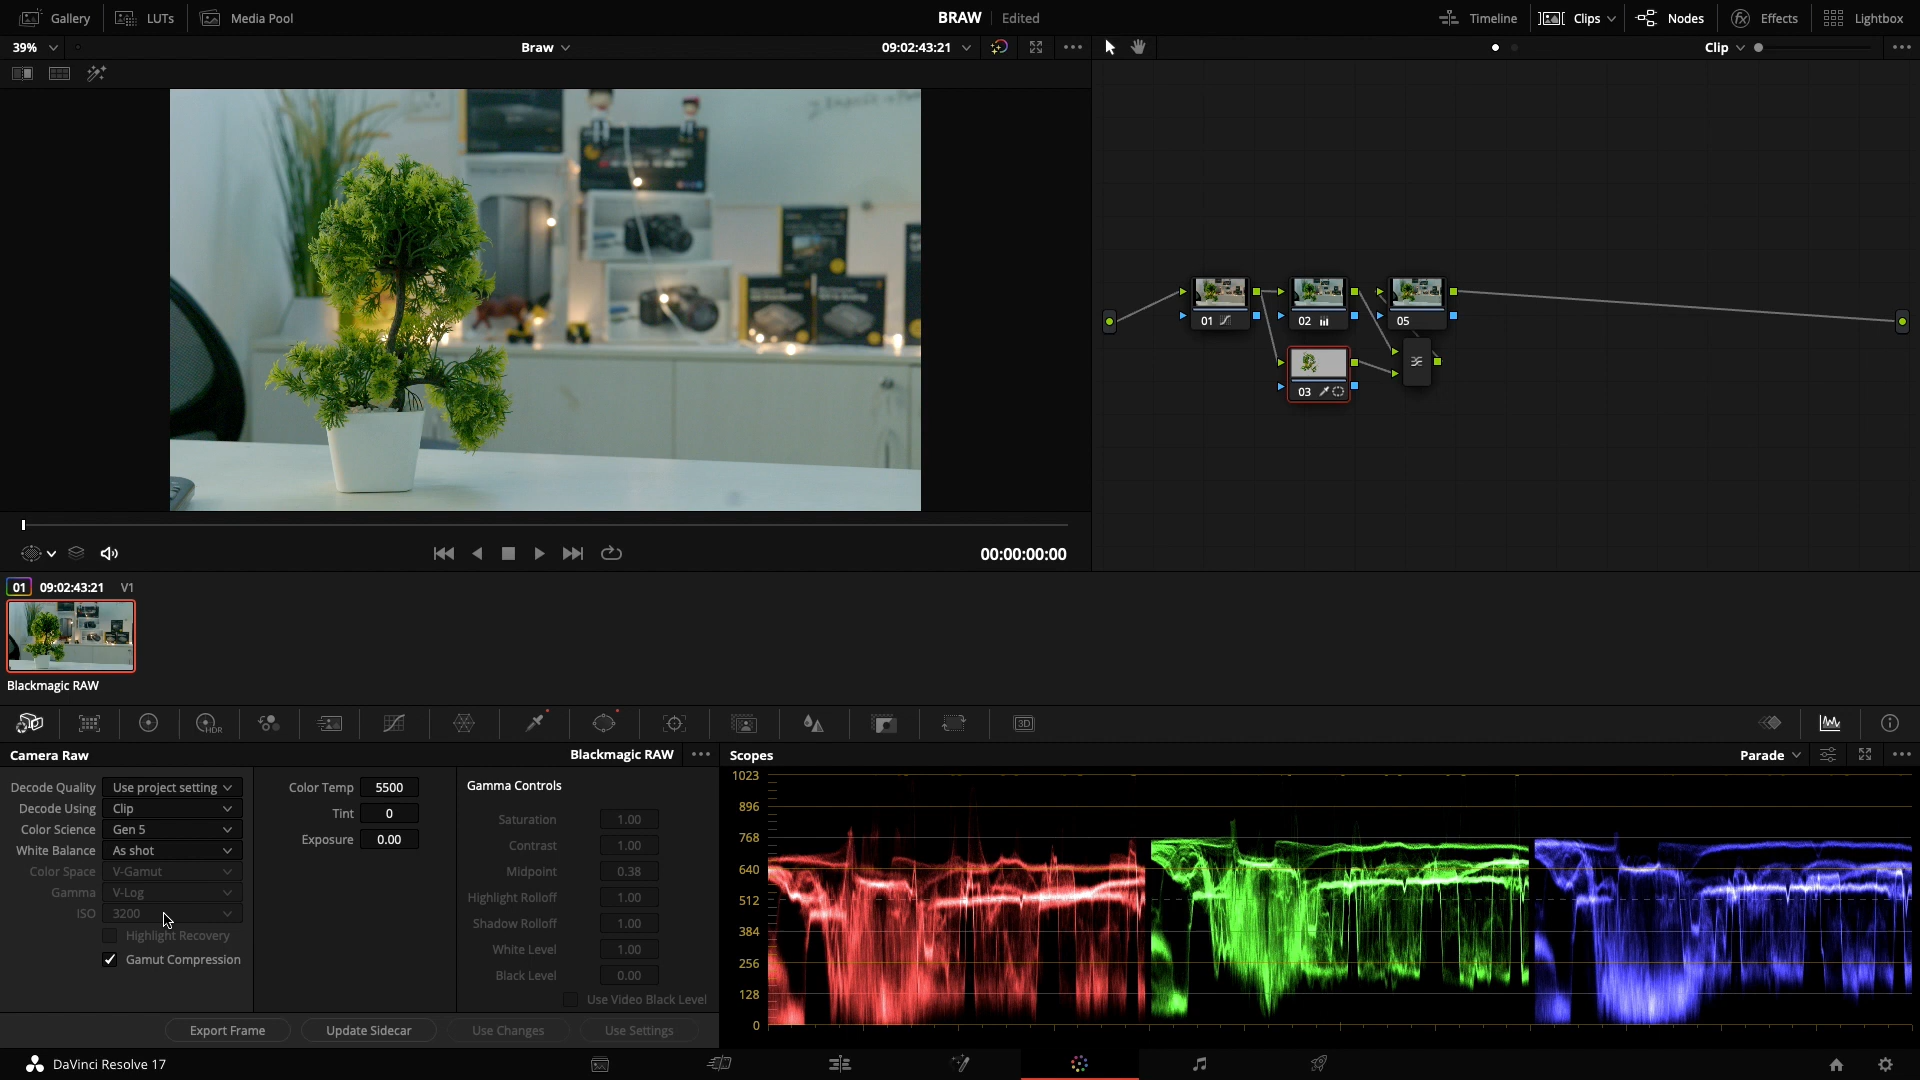 Gallery LUTs Media Pool BRAW Edited Timeline Clips Nodes Effects Lightbox
39% Braw 09:02:43:21 Clip
01 02 05
03
00:00:00:00
01 09:02:43:21 V1
Blackmagic RAW
HDR 3D
Camera Raw Blackmagic RAW Scopes Parade
Decode Quality Use project setting Color Temp 5500 Gamma Controls 1023
Decode Using Clip Tint 0 Saturation 1.00 896
Color Science Gen 5 Exposure 0.00 Contrast 1.00 768
White Balance As shot Midpoint 0.38 640
Color Space V-Gamut Highlight Rolloff 1.00 512
Gamma V-Log Shadow Rolloff 1.00 384
ISO 3200 White Level 1.00 256
Highlight Recovery Black Level 0.00 128
Gamut Compression Use Video Black Level 0
Export Frame Update Sidecar Use Changes Use Settings
DaVinci Resolve 17